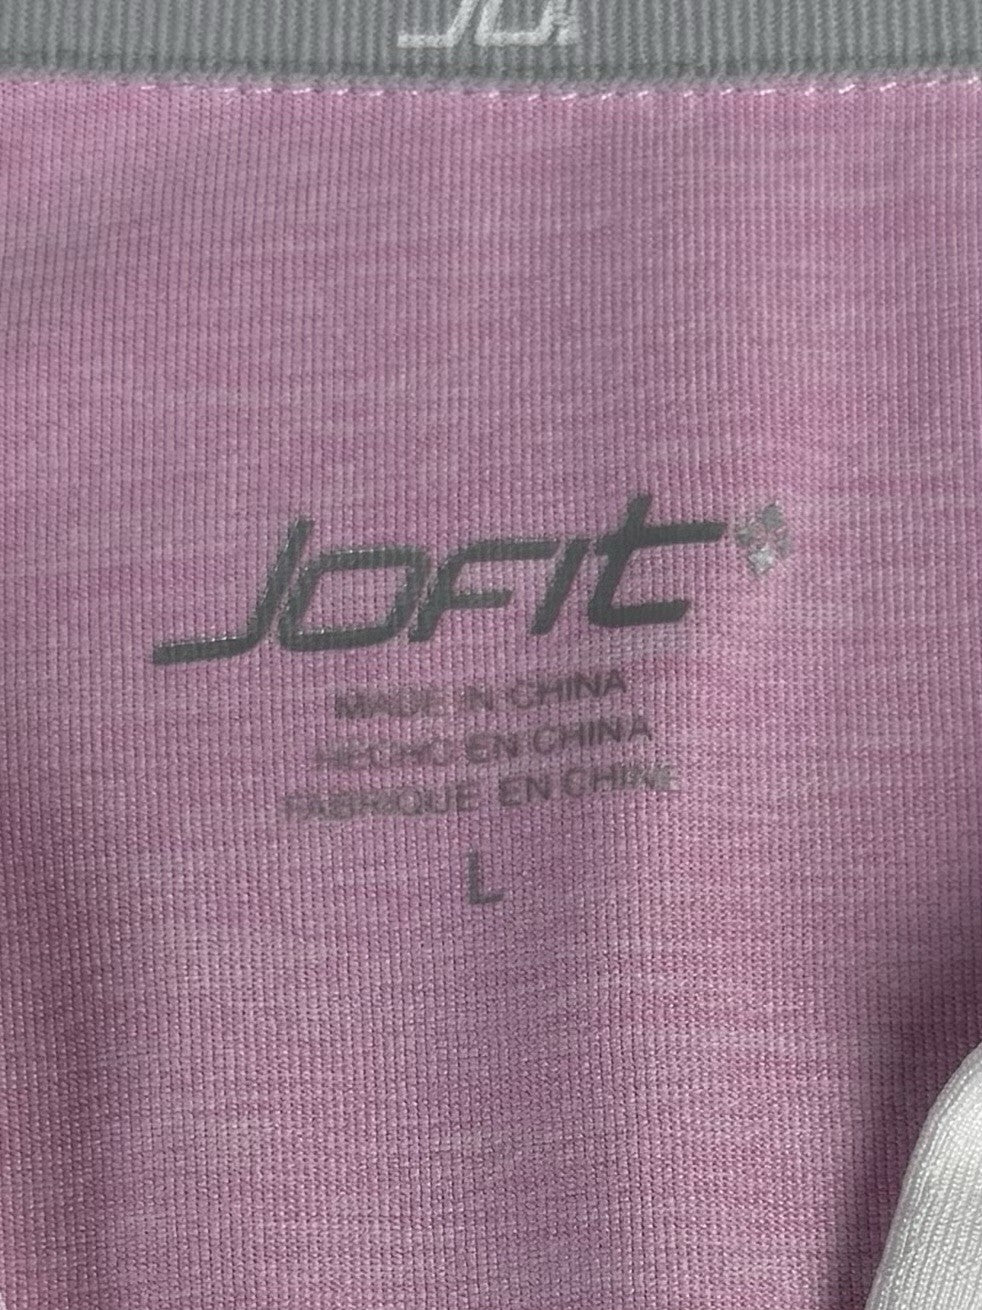 JOFIT
MADE IN CHINA
HECHO EN CHINA
FABRIQUE EN CHINE
L